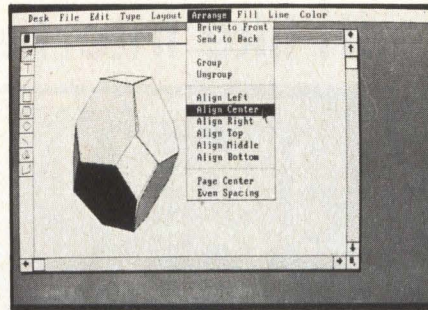 Desk File Edit Type Layout Arrange Fill Line Color
Bring to Front
Send to Back
Group
Ungroup
Align Left
Align Center
Align Right
Align Top
Align Middle
Align Bottom
Page Center
Even Spacing